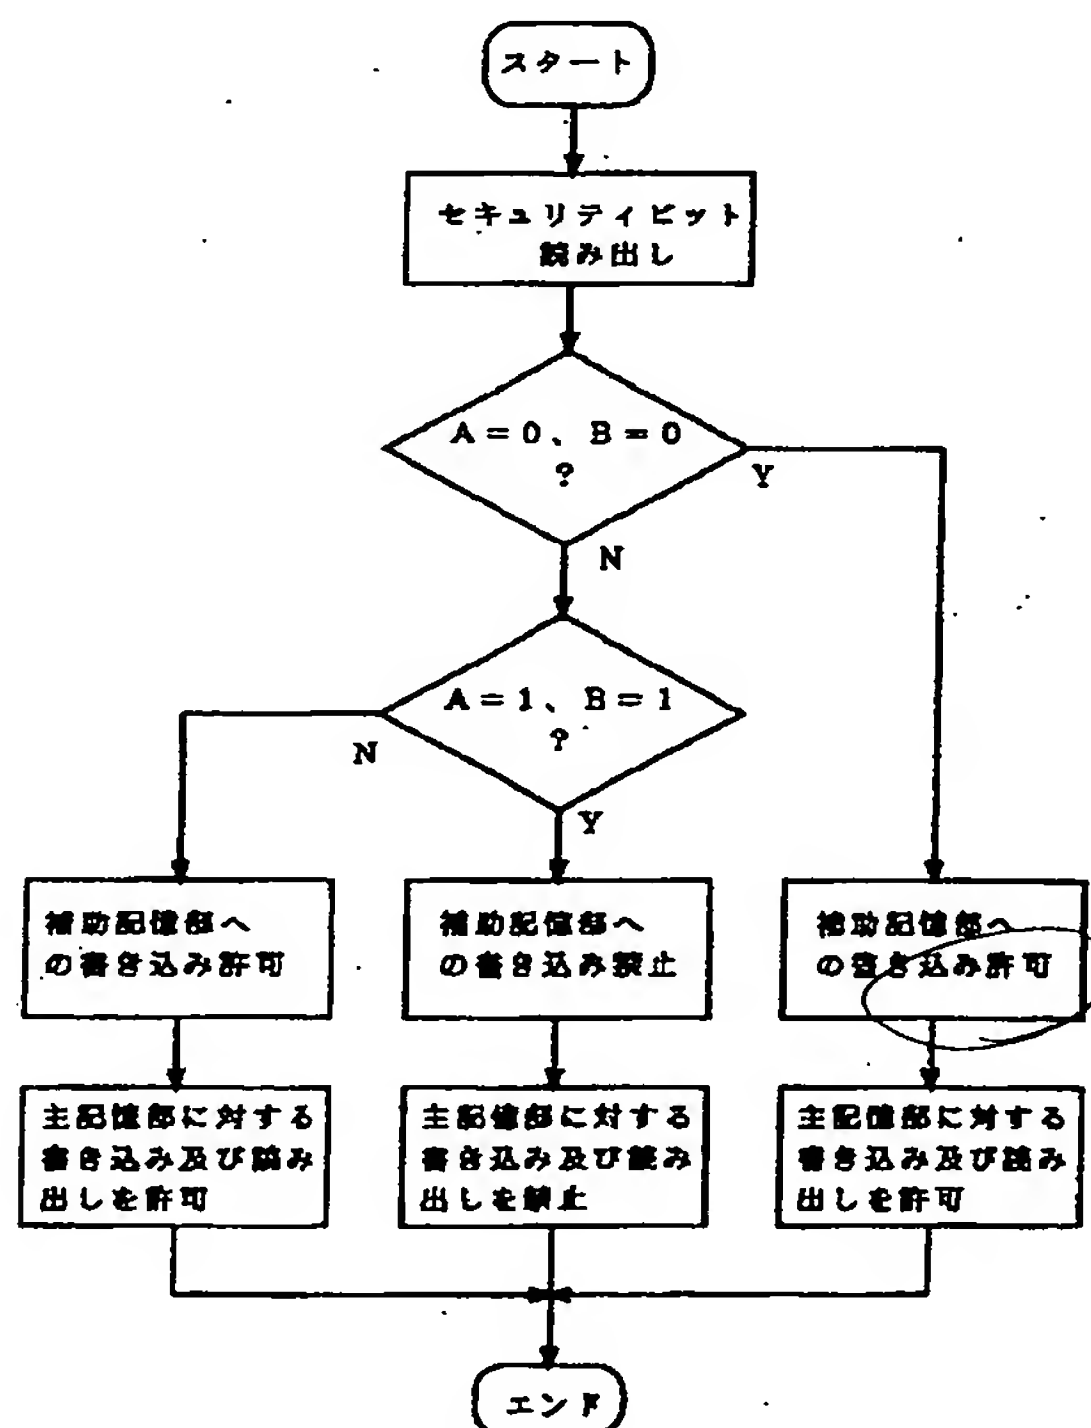 スタート
セキュリティビット
読み出し
A=0、B=0
?
Y
N
A=1、B=1
?
N
Y
補助記憶部へ
の書き込み許可
補助記憶部へ
の書き込み禁止
補助記憶部へ
の書き込み許可
主記憶部に対する
書き込み及び読み
出しを許可
主記憶部に対する
書き込み及び読み
出しを禁止
主記憶部に対する
書き込み及び読み
出しを許可
エンド